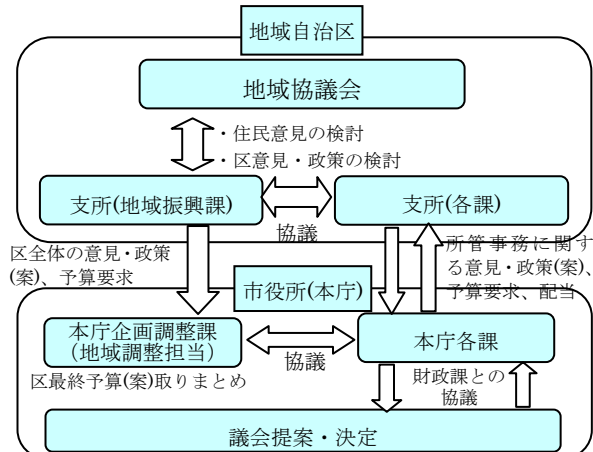 地域自治区
地域協議会
・住民意見の検討
・区意見・政策の検討
支所(地域振興課)
支所(各課)
協議
区全体の意見・政策
(案)、予算要求
所管事務に関す
る意見・政策(案)、
予算要求、配当
市役所(本庁)
本庁企画調整課
(地域調整担当)
本庁各課
協議
区最終予算(案)取りまとめ
財政課との
協議
議会提案・決定